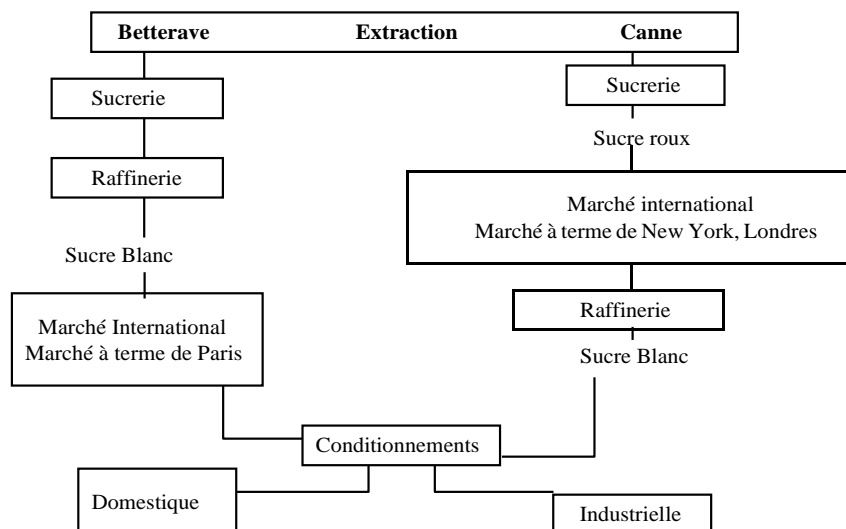 Betterave Extraction Canne
Sucrerie
Raffinerie
Sucre Blanc
Marché International
Marché à terme de Paris
Sucrerie
Sucre roux
Marché international
Marché à terme de New York, Londres
Raffinerie
Sucre Blanc
Conditionnements
Domestique
Industrielle